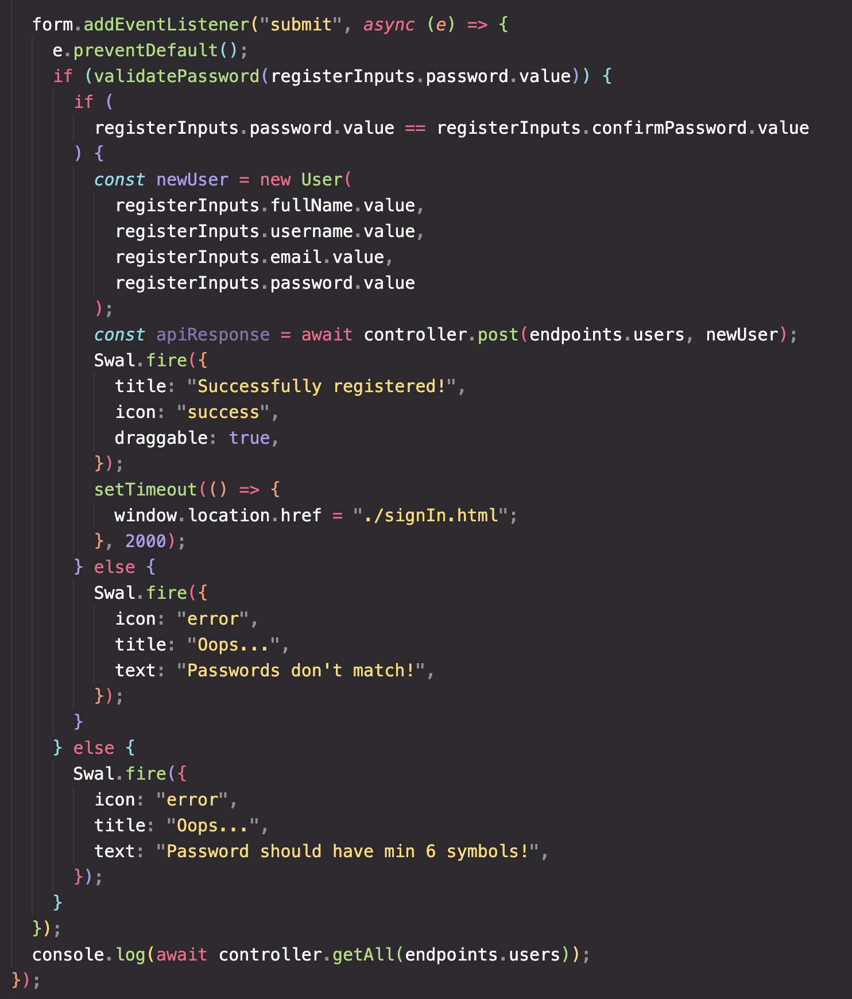 form.addEventListener("submit", async (e) => {
  e.preventDefault();
  if (validatePassword(registerInputs.password.value)) {
    if (
      registerInputs.password.value == registerInputs.confirmPassword.value
    ) {
      const newUser = new User(
        registerInputs.fullName.value,
        registerInputs.username.value,
        registerInputs.email.value,
        registerInputs.password.value
      );
      const apiResponse = await controller.post(endpoints.users, newUser);
      Swal.fire({
        title: "Successfully registered!",
        icon: "success",
        draggable: true,
      });
      setTimeout(() => {
        window.location.href = "./signIn.html";
      }, 2000);
    } else {
      Swal.fire({
        icon: "error",
        title: "Oops...",
        text: "Passwords don't match!",
      });
    }
  } else {
    Swal.fire({
      icon: "error",
      title: "Oops...",
      text: "Password should have min 6 symbols!",
    });
  }
});
console.log(await controller.getAll(endpoints.users));
});